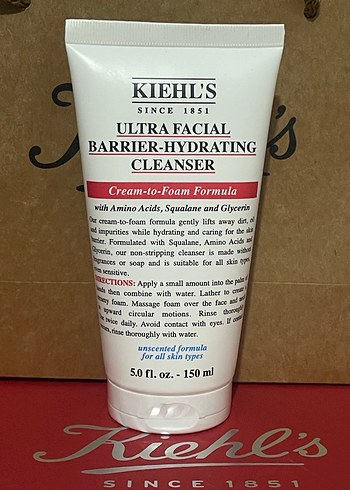 KIEHL'S
SINCE 1851
ULTRA FACIAL
BARRIER-HYDRATING
CLEANSER
Cream-to-Foam Formula
with Amino Acids, Squalane and Glycerin
Our cream-to-foam formula gently lifts away dirt, oil
and impurities while hydrating and caring for the skin
barrier. Formulated with Squalane, Amino Acids and
Glycerin, our non-stripping cleanser is made without
fragrances or soap and is suitable for all skin types,
even sensitive.
DIRECTIONS: Apply a small amount into the palm of
hands then combine with water. Lather to create
creamy foam. Massage foam over the face and neck
upward circular motions. Rinse thoroughly
twice daily. Avoid contact with eyes. If contact
occurs, rinse thoroughly with water.
unscented formula
for all skin types
5.0 fl. oz. - 150 ml
Kiehl's
SINCE 1851